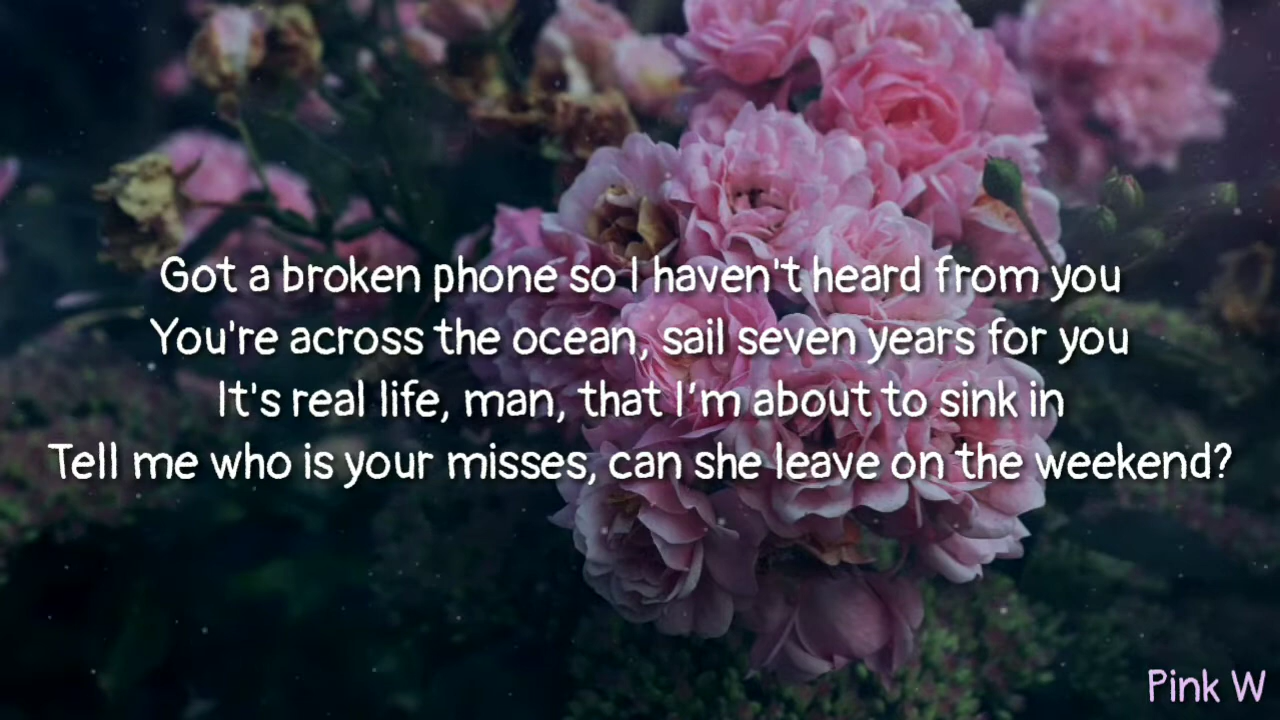 Got a broken phone so I haven't heard from you
You're across the ocean, sail seven years for you
It's real life, man, that I’m about to sink in
Tell me who is your misses, can she leave on the weekend?
Pink W